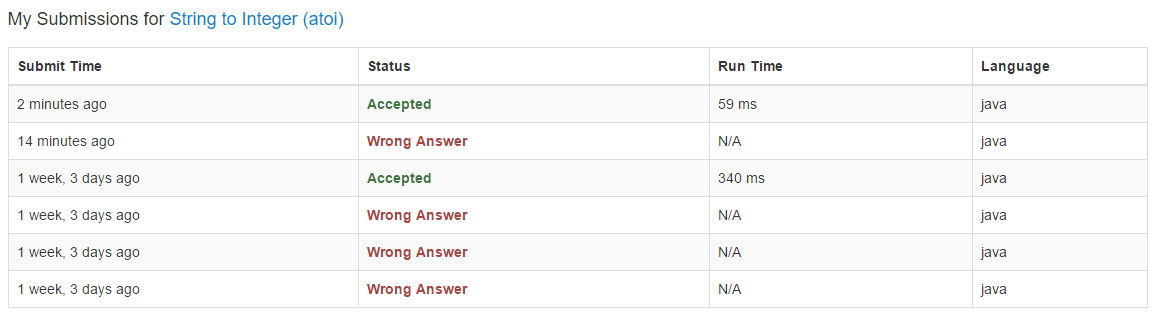 My Submissions for String to Integer (atoi)
Submit Time Status Run Time Language
2 minutes ago Accepted 59 ms java
14 minutes ago Wrong Answer N/A java
1 week, 3 days ago Accepted 340 ms java
1 week, 3 days ago Wrong Answer N/A java
1 week, 3 days ago Wrong Answer N/A java
1 week, 3 days ago Wrong Answer N/A java